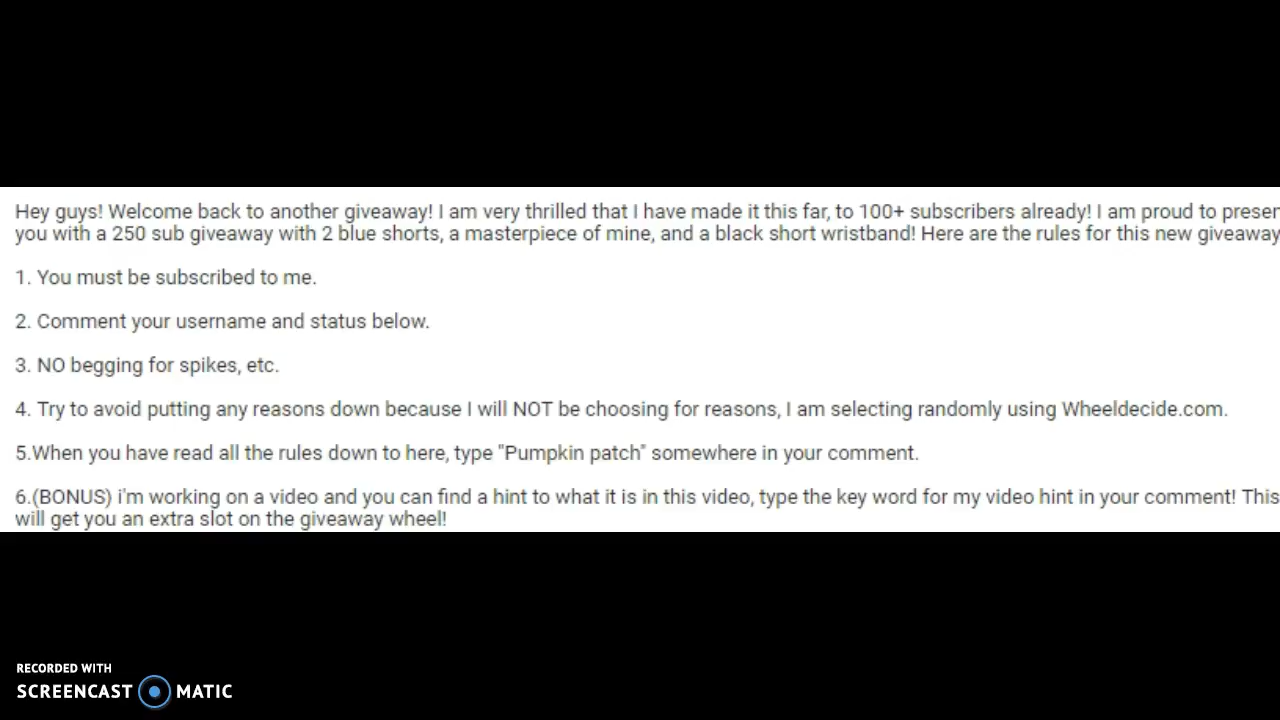 Hey guys! Welcome back to another giveaway! I am very thrilled that I have made it this far, to 100+ subscribers already! I am proud to presen
you with a 250 sub giveaway with 2 blue shorts, a masterpiece of mine, and a black short wristband! Here are the rules for this new giveaway
1. You must be subscribed to me.
2. Comment your username and status below.
3. NO begging for spikes, etc.
4. Try to avoid putting any reasons down because I will NOT be choosing for reasons, I am selecting randomly using Wheeldecide.com.
5.When you have read all the rules down to here, type "Pumpkin patch" somewhere in your comment.
6.(BONUS) i'm working on a video and you can find a hint to what it is in this video, type the key word for my video hint in your comment! This
will get you an extra slot on the giveaway wheel!
RECORDED WITH
SCREENCAST MATIC